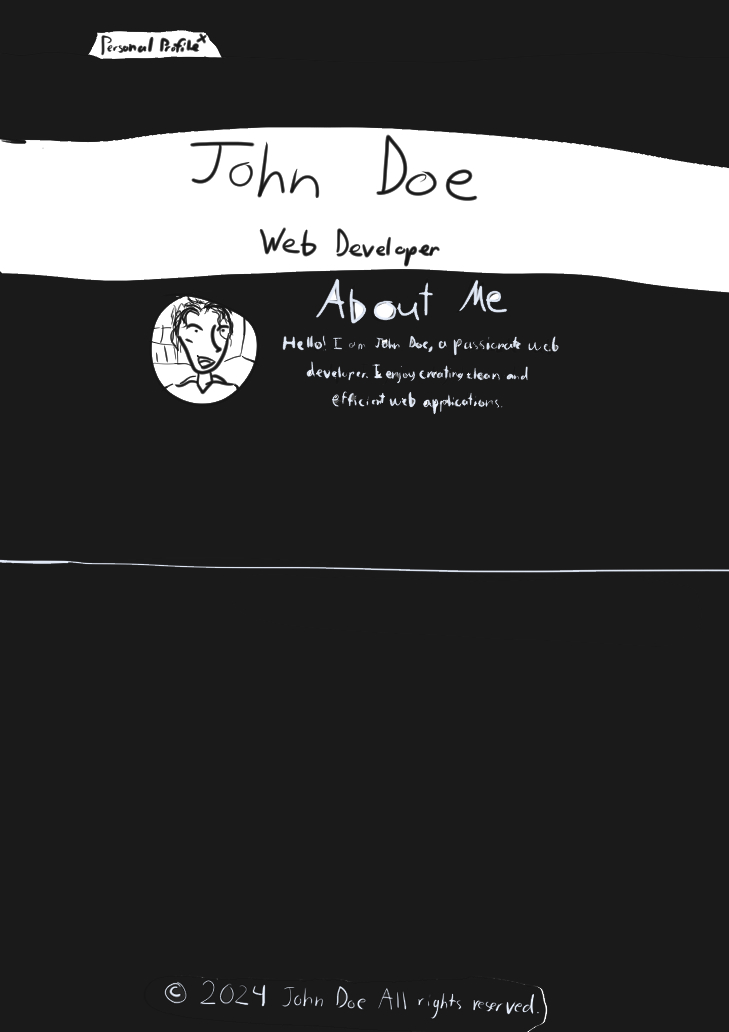 Personal Profile x
John Doe
Web Developer
About Me
Hello! I am John Doe, a passionate web
developer. I enjoy creating clean and
efficient web applications.
© 2024 John Doe All rights reserved.